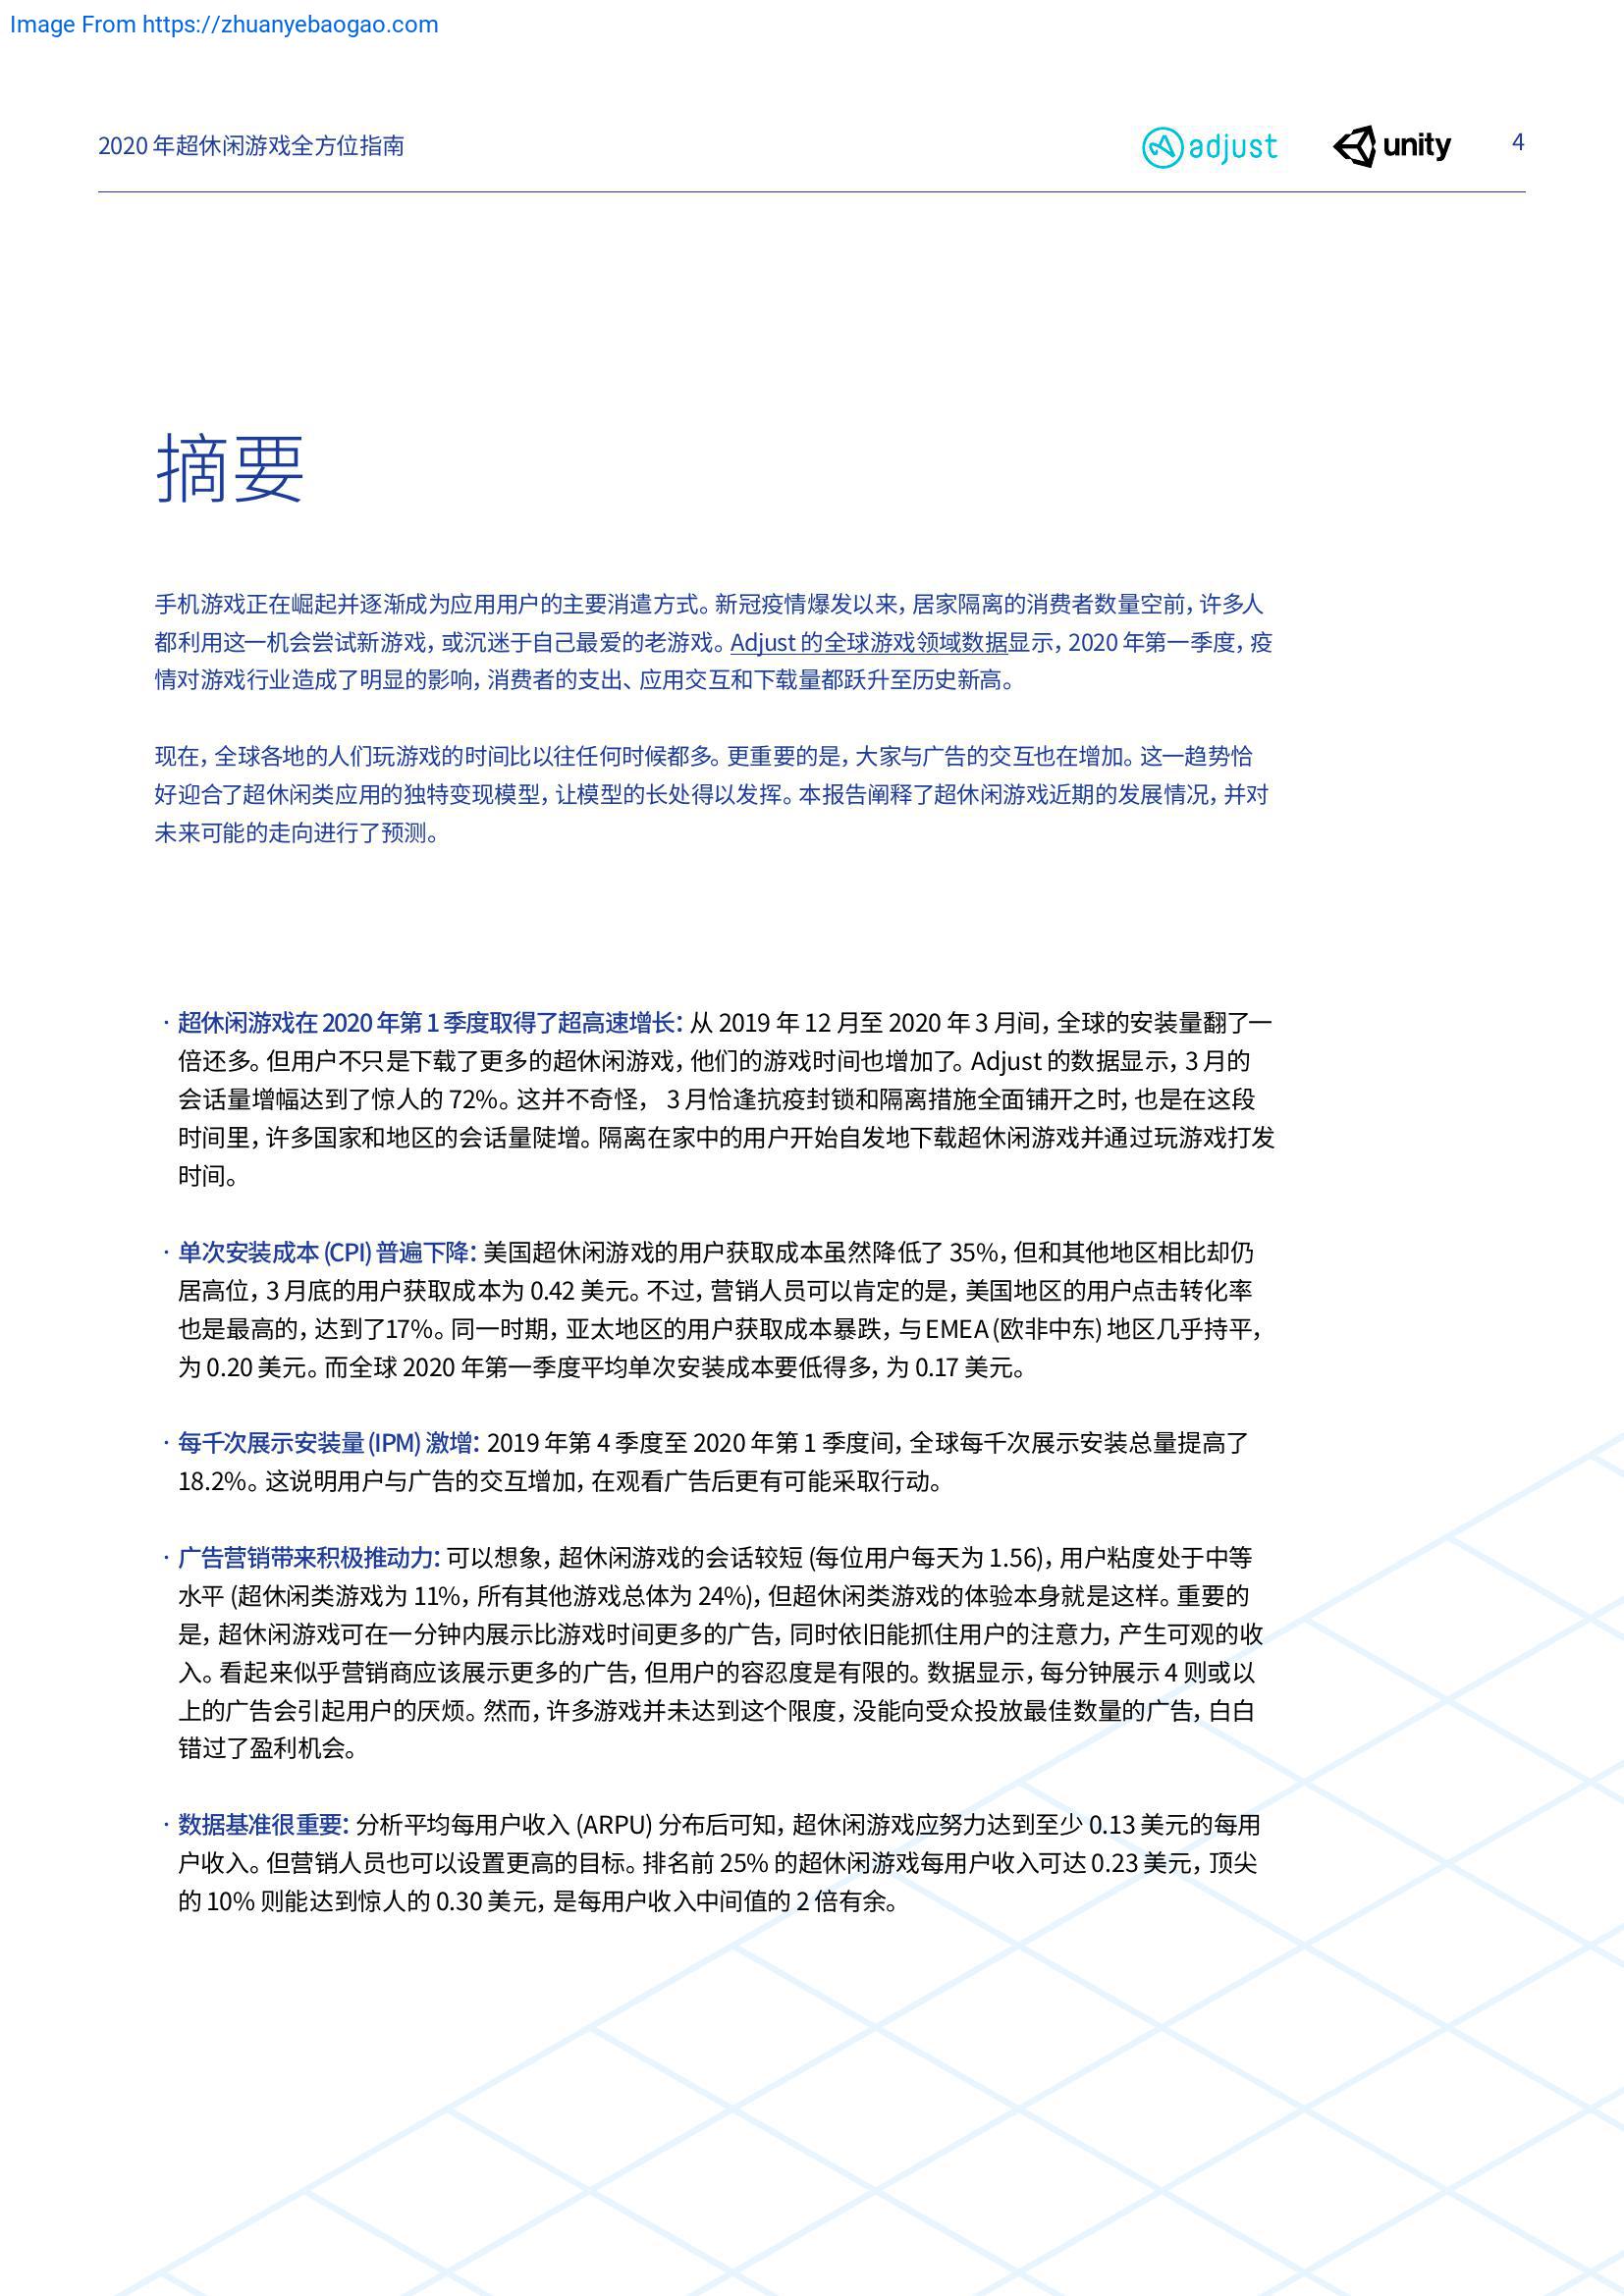 Image From https://zhuanyebaogao.com
2020 年超休闲游戏全方位指南
adjust
unity
4
摘要
手机游戏正在崛起并逐渐成为应用用户的主要消遣方式。新冠疫情爆发以来，居家隔离的消费者数量空前，许多人
都利用这一机会尝试新游戏，或沉迷于自己最爱的老游戏。Adjust 的全球游戏领域数据显示，2020 年第一季度，疫
情对游戏行业造成了明显的影响，消费者的支出、应用交互和下载量都跃升至历史新高。
现在，全球各地的人们玩游戏的时间比以往任何时候都多。更重要的是，大家与广告的交互也在增加。这一趋势恰
好迎合了超休闲类应用的独特变现模型，让模型的长处得以发挥。本报告阐释了超休闲游戏近期的发展情况，并对
未来可能的走向进行了预测。
· 超休闲游戏在 2020 年第 1 季度取得了超高速增长：从 2019 年 12 月至 2020 年 3 月间，全球的安装量翻了一
倍还多。但用户不只是下载了更多的超休闲游戏，他们的游戏时间也增加了。Adjust 的数据显示，3 月的
会话量增幅达到了惊人的 72%。这并不奇怪， 3 月恰逢抗疫封锁和隔离措施全面铺开之时，也是在这段
时间里，许多国家和地区的会话量陡增。隔离在家中的用户开始自发地下载超休闲游戏并通过玩游戏打发
时间。
· 单次安装成本 (CPI) 普遍下降：美国超休闲游戏的用户获取成本虽然降低了 35%，但和其他地区相比却仍
居高位，3 月底的用户获取成本为 0.42 美元。不过，营销人员可以肯定的是，美国地区的用户点击转化率
也是最高的，达到了17%。同一时期，亚太地区的用户获取成本暴跌，与 EMEA (欧非中东) 地区几乎持平，
为 0.20 美元。而全球 2020 年第一季度平均单次安装成本要低得多，为 0.17 美元。
· 每千次展示安装量 (IPM) 激增：2019 年第 4 季度至 2020 年第 1 季度间，全球每千次展示安装总量提高了
18.2%。这说明用户与广告的交互增加，在观看广告后更有可能采取行动。
· 广告营销带来积极推动力：可以想象，超休闲游戏的会话较短 (每位用户每天为 1.56)，用户粘度处于中等
水平 (超休闲类游戏为 11%，所有其他游戏总体为 24%)，但超休闲类游戏的体验本身就是这样。重要的
是，超休闲游戏可在一分钟内展示比游戏时间更多的广告，同时依旧能抓住用户的注意力，产生可观的收
入。看起来似乎营销商应该展示更多的广告，但用户的容忍度是有限的。数据显示，每分钟展示 4 则或以
上的广告会引起用户的厌烦。然而，许多游戏并未达到这个限度，没能向受众投放最佳数量的广告，白白
错过了盈利机会。
· 数据基准很重要：分析平均每用户收入 (ARPU) 分布后可知，超休闲游戏应努力达到至少 0.13 美元的每用
户收入。但营销人员也可以设置更高的目标。排名前 25% 的超休闲游戏每用户收入可达 0.23 美元，顶尖
的 10% 则能达到惊人的 0.30 美元，是每用户收入中间值的 2 倍有余。